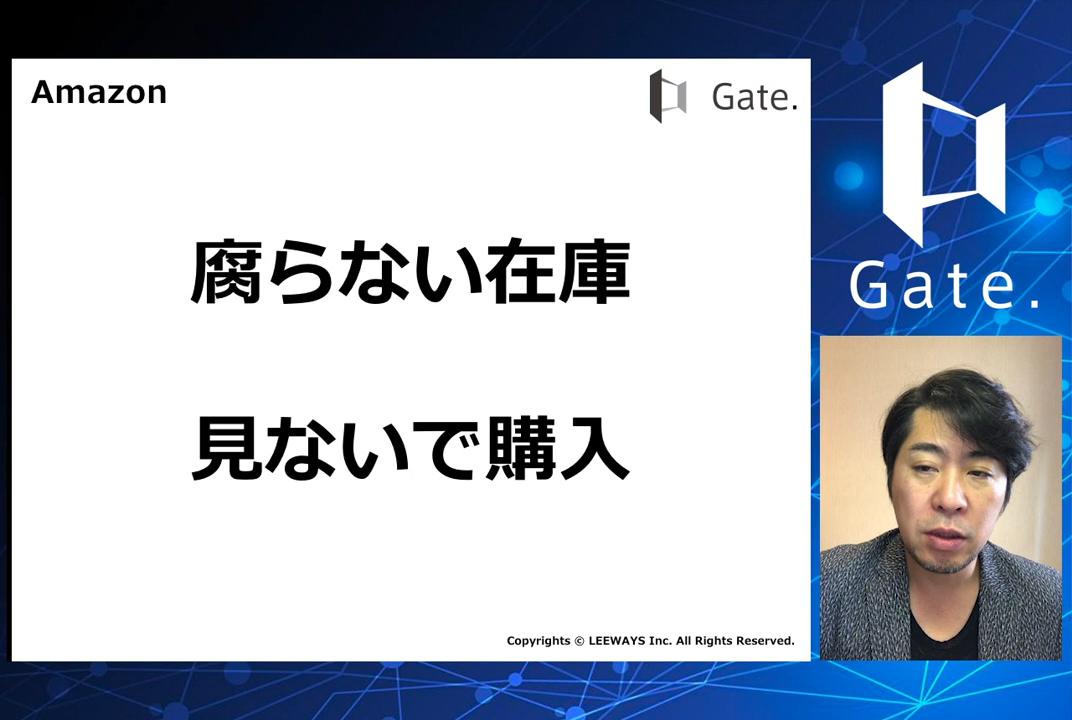 Amazon
Gate.
腐らない在庫
見ないで購入
Copyrights © LEEWAYS Inc. All Rights Reserved.
Gate.